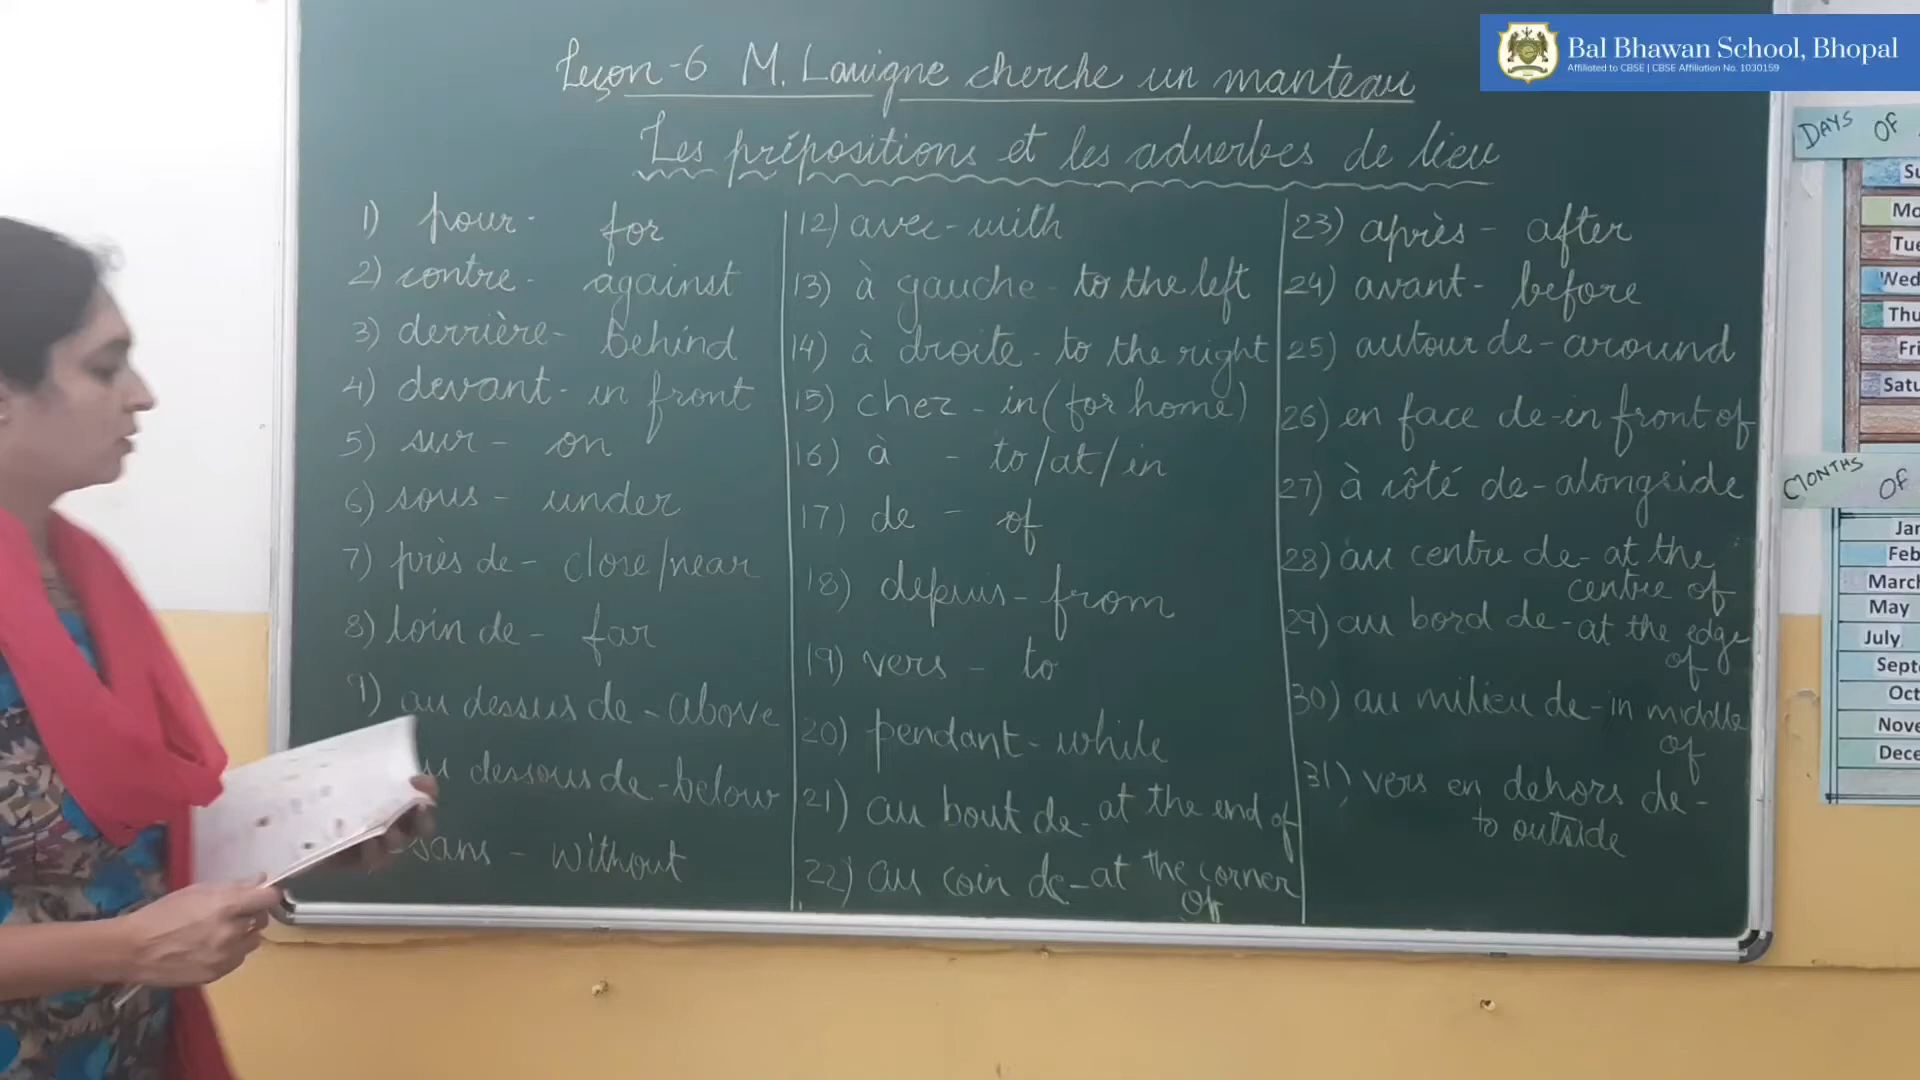 Leçon-6 M. Lavigne cherche un manteau
Les prépositions et les adverbes de lieu
1) pour - for
2) contre - against
3) derrière - behind
4) devant - in front
5) sur - on
6) sous - under
7) près de - close/near
8) loin de - far
9) au dessus de - above
dessous de - below
sans - without
12) avec - with
13) à gauche - to the left
14) à droite - to the right
15) chez - in (for home)
16) à - to/at/in
17) de - of
18) depuis - from
19) vers - to
20) pendant - while
21) au bout de - at the end of
22) au coin de - at the corner
of
23) après - after
24) avant - before
25) autour de - around
26) en face de - in front of
27) à côté de - alongside
28) au centre de - at the
centre of
29) au bord de - at the edge
of
30) au milieu de - in middle
of
31) vers en dehors de -
to outside
Bal Bhawan School, Bhopal
Affiliated to CBSE | CBSE Affiliation No. 1030159
DAYS OF
Su
Mo
Tue
Wed
Thu
Fri
Satu
MONTHS OF
Jan
Feb
March
May
July
Sept
Oct
Nove
Dece